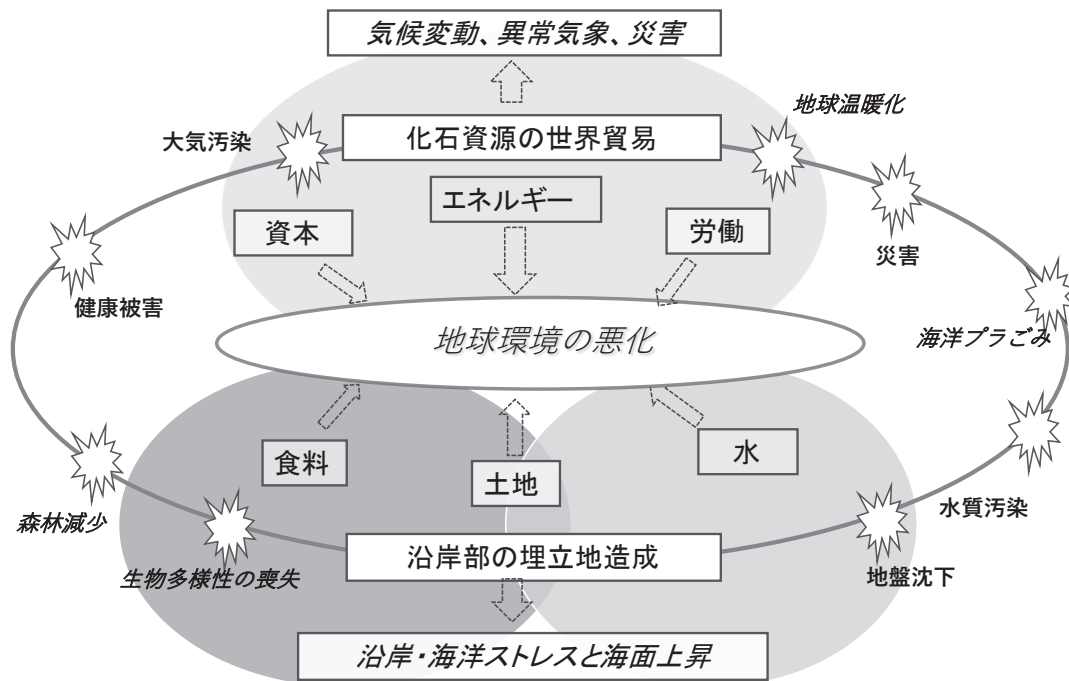 気候変動、異常気象、災害
地球温暖化
大気汚染
化石資源の世界貿易
エネルギー
資本
労働
災害
健康被害
地球環境の悪化
海洋プラごみ
食料
水
土地
森林減少
水質汚染
沿岸部の埋立地造成
生物多様性の喪失
地盤沈下
沿岸・海洋ストレスと海面上昇